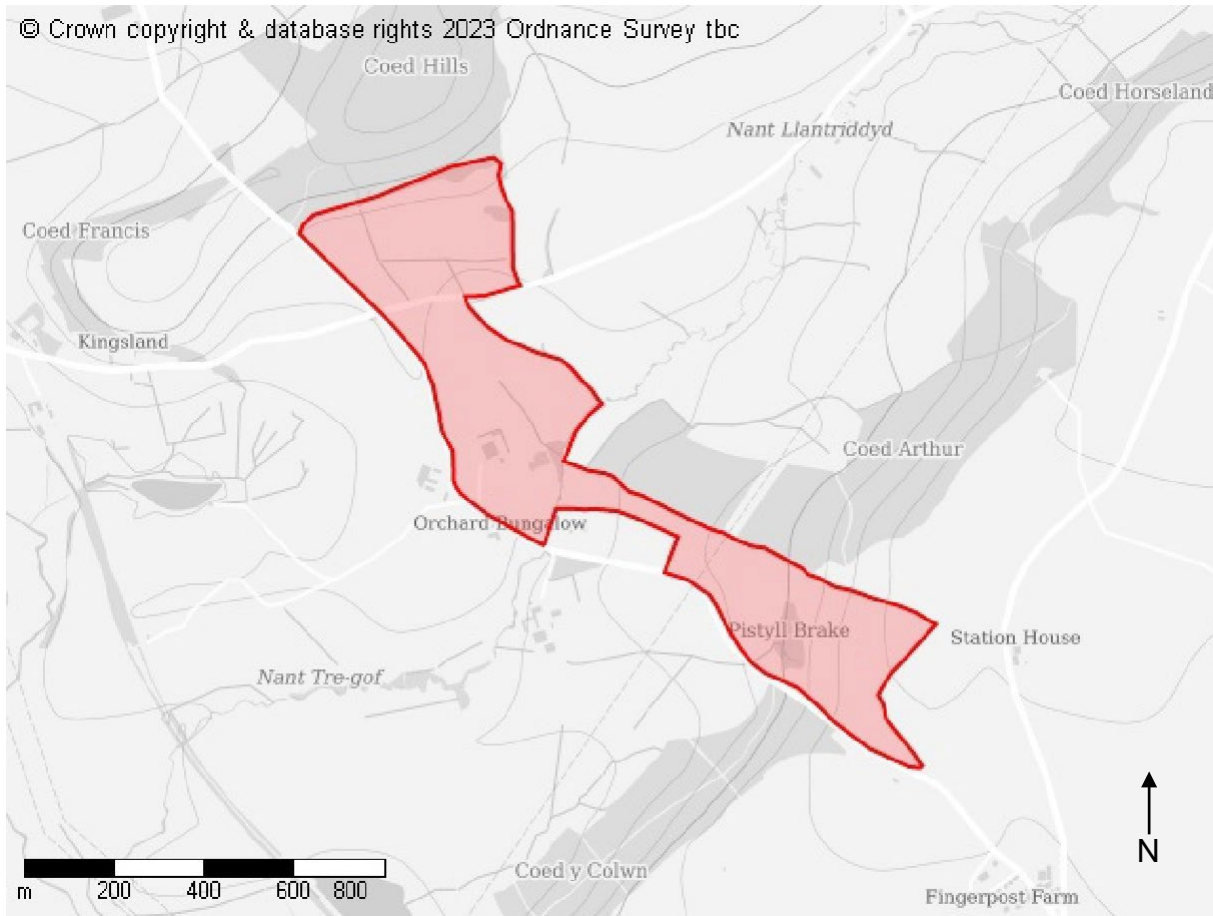 © Crown copyright & database rights 2023 Ordnance Survey tbc
Coed Hills
Coed Horseland
Nant Llantriddyd
Coed Francis
Kingsland
Coed Arthur
Orchard Bungalow
Pistyll Brake
Station House
Nant Tre-gof
N
Coed y Colwn
m 200 400 600 800
Fingerpost Farm